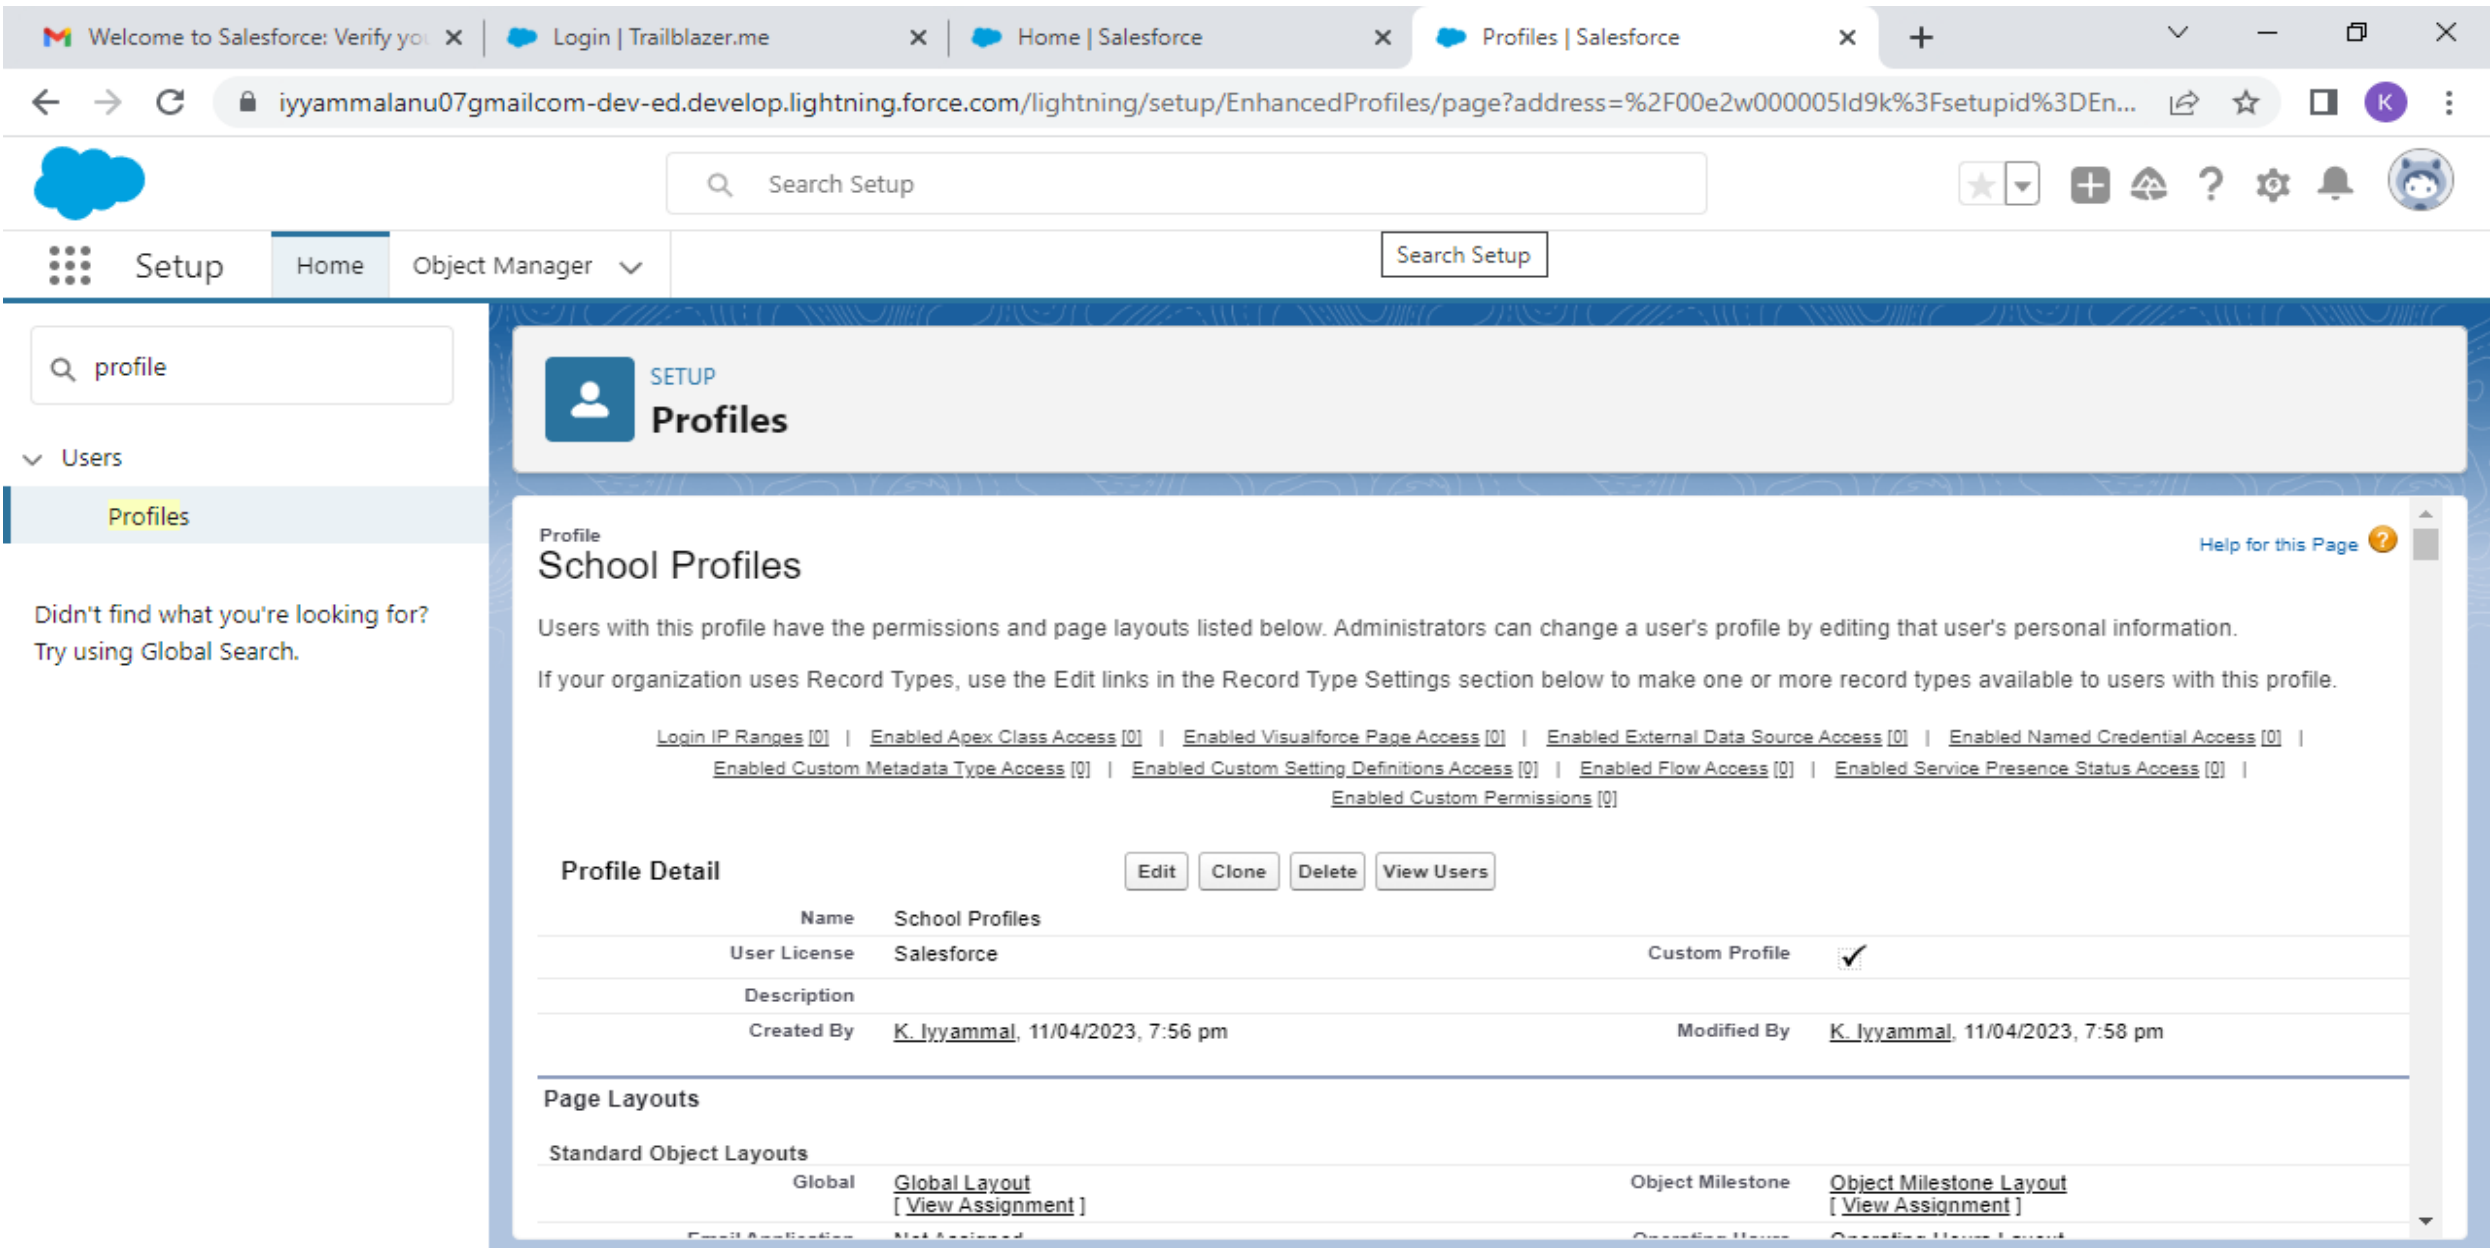 Welcome to Salesforce: Verify yo
Login | Trailblazer.me
Home | Salesforce
Profiles | Salesforce
iyyammalanu07gmailcom-dev-ed.develop.lightning.force.com/lightning/setup/EnhancedProfiles/page?address=%2F00e2w000005Id9k%3Fsetupid%3DEn...
K
Search Setup
Setup
Home
Object Manager
Search Setup
profile
Users
Profiles
Didn't find what you're looking for?
Try using Global Search.
SETUP
Profiles
Profile
School Profiles
Help for this Page ?
Users with this profile have the permissions and page layouts listed below. Administrators can change a user's profile by editing that user's personal information.
If your organization uses Record Types, use the Edit links in the Record Type Settings section below to make one or more record types available to users with this profile.
Login IP Ranges [0] | Enabled Apex Class Access [0] | Enabled Visualforce Page Access [0] | Enabled External Data Source Access [0] | Enabled Named Credential Access [0] |
Enabled Custom Metadata Type Access [0] | Enabled Custom Setting Definitions Access [0] | Enabled Flow Access [0] | Enabled Service Presence Status Access [0] |
Enabled Custom Permissions [0]
Profile Detail
Edit Clone Delete View Users
Name School Profiles
User License Salesforce Custom Profile
Description
Created By K. Iyyammal, 11/04/2023, 7:56 pm Modified By K. Iyyammal, 11/04/2023, 7:58 pm
Page Layouts
Standard Object Layouts
Global Global Layout Object Milestone Object Milestone Layout
[ View Assignment ] [ View Assignment ]
Email Application Not Assigned Operating Hours Operating Hours Layout